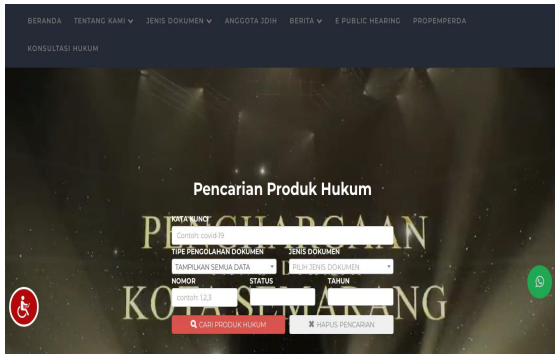 BERANDA TENTANG KAMI JENIS DOKUMEN ANGGOTA JDIH BERITA E PUBLIC HEARING PROPEMPERDA
KONSULTASI HUKUM
Pencarian Produk Hukum
PENGHARGAAN
KATA KUNCI
Contoh: covid-19
TIPE PENGOLAHAN DOKUMEN JENIS DOKUMEN
TAMPILKAN SEMUA DATA PILIH JENIS DOKUMEN
NOMOR STATUS TAHUN
contoh: 1,2,3
KOTA SEMARANG
CARI PRODUK HUKUM HAPUS PENCARIAN